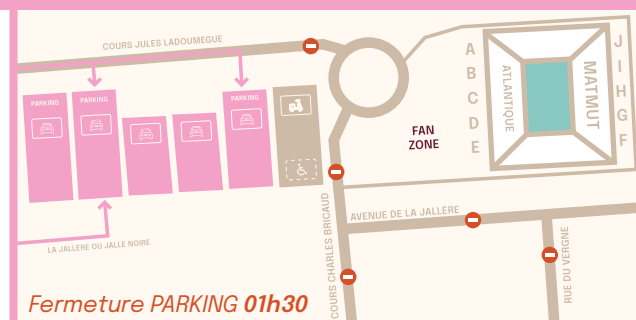 COURS JULES LADOUMEGUE
PARKING
PARKING
PARKING
A
B
C
D
E
ATLANTIQUE
MATMUT
J
I
H
G
F
FAN
ZONE
LA JALLÈRE OU JALLE NOIRE
COURS CHARLES BRICAUD
AVENUE DE LA JALLÈRE
RUE DU VERGNE
Fermeture PARKING 01h30